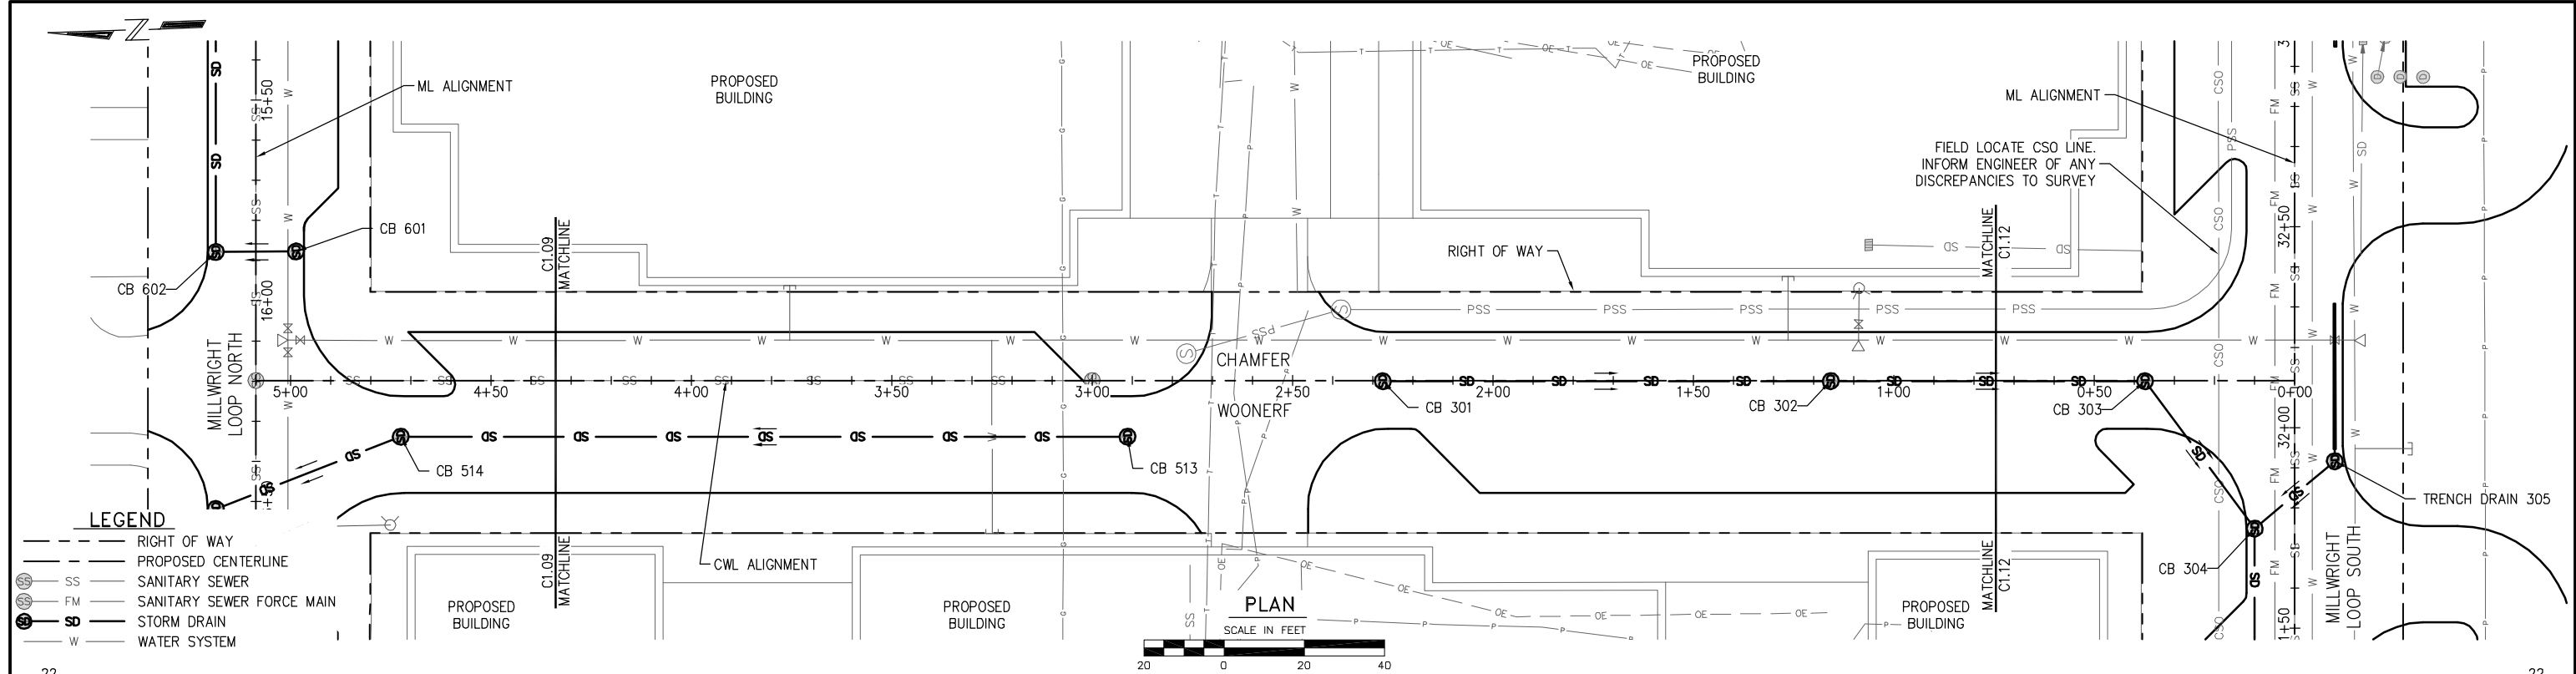 Z
ML ALIGNMENT
PROPOSED
BUILDING
PROPOSED
BUILDING
ML ALIGNMENT
FIELD LOCATE CSO LINE.
INFORM ENGINEER OF ANY
DISCREPANCIES TO SURVEY
15+50
32+50
CB 601
CB 602
16+00
C1.09
MATCHLINE
RIGHT OF WAY
MATCHLINE
C1.12
MILLWRIGHT
LOOP NORTH
CHAMFER
WOONERF
5+00
4+50
4+00
3+50
3+00
2+50
2+00
1+50
1+00
0+50
0+00
CB 301
CB 302
CB 303
32+00
CB 514
CB 513
TRENCH DRAIN 305
CB 304
MILLWRIGHT
LOOP SOUTH
CWL ALIGNMENT
C1.09
MATCHLINE
MATCHLINE
C1.12
LEGEND
RIGHT OF WAY
PROPOSED CENTERLINE
SS SS SANITARY SEWER
SS FM SANITARY SEWER FORCE MAIN
SD SD STORM DRAIN
W WATER SYSTEM
PROPOSED
BUILDING
PROPOSED
BUILDING
PROPOSED
BUILDING
1+50
PLAN
SCALE IN FEET
20 0 20 40
22
22